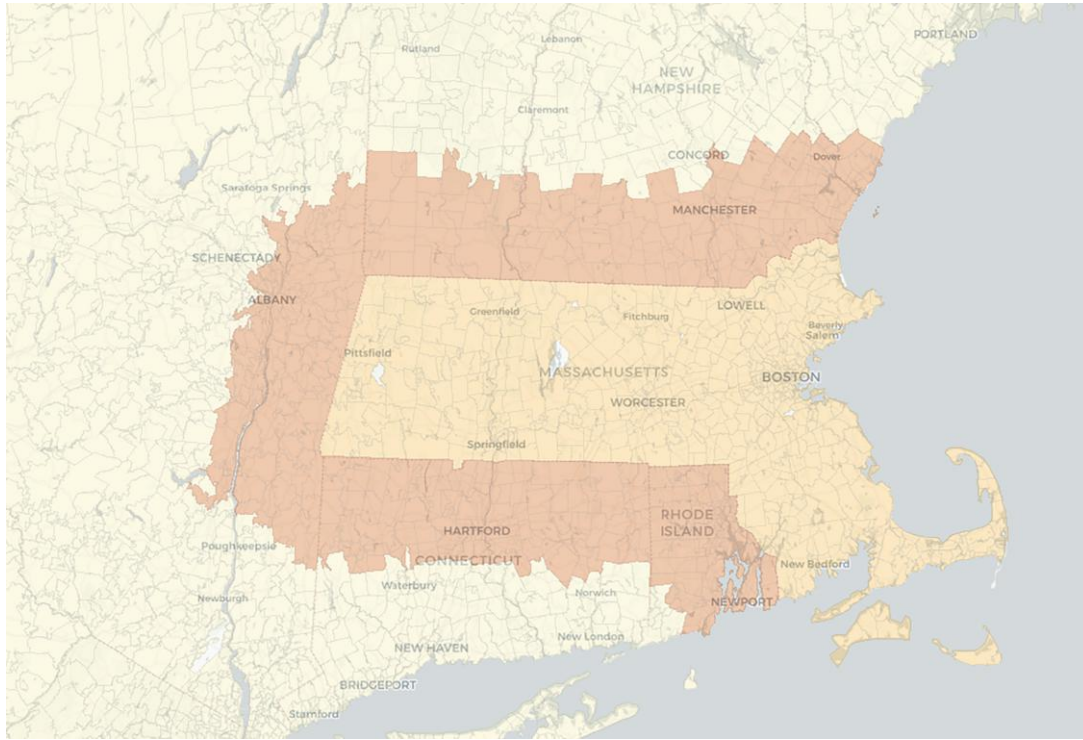 PORTLAND
Lebanon
Rutland
NEW
HAMPSHIRE
Claremont
CONCORD
Dover
Saratoga Springs
MANCHESTER
SCHENECTADY
ALBANY
LOWELL
Greenfield
Fitchburg
Beverly
Salem
Pittsfield
MASSACHUSETTS
BOSTON
WORCESTER
Springfield
RHODE
ISLAND
HARTFORD
Poughkeepsie
CONNECTICUT
New Bedford
Waterbury
Norwich
Newburgh
NEWPORT
New London
NEW HAVEN
BRIDGEPORT
Stamford